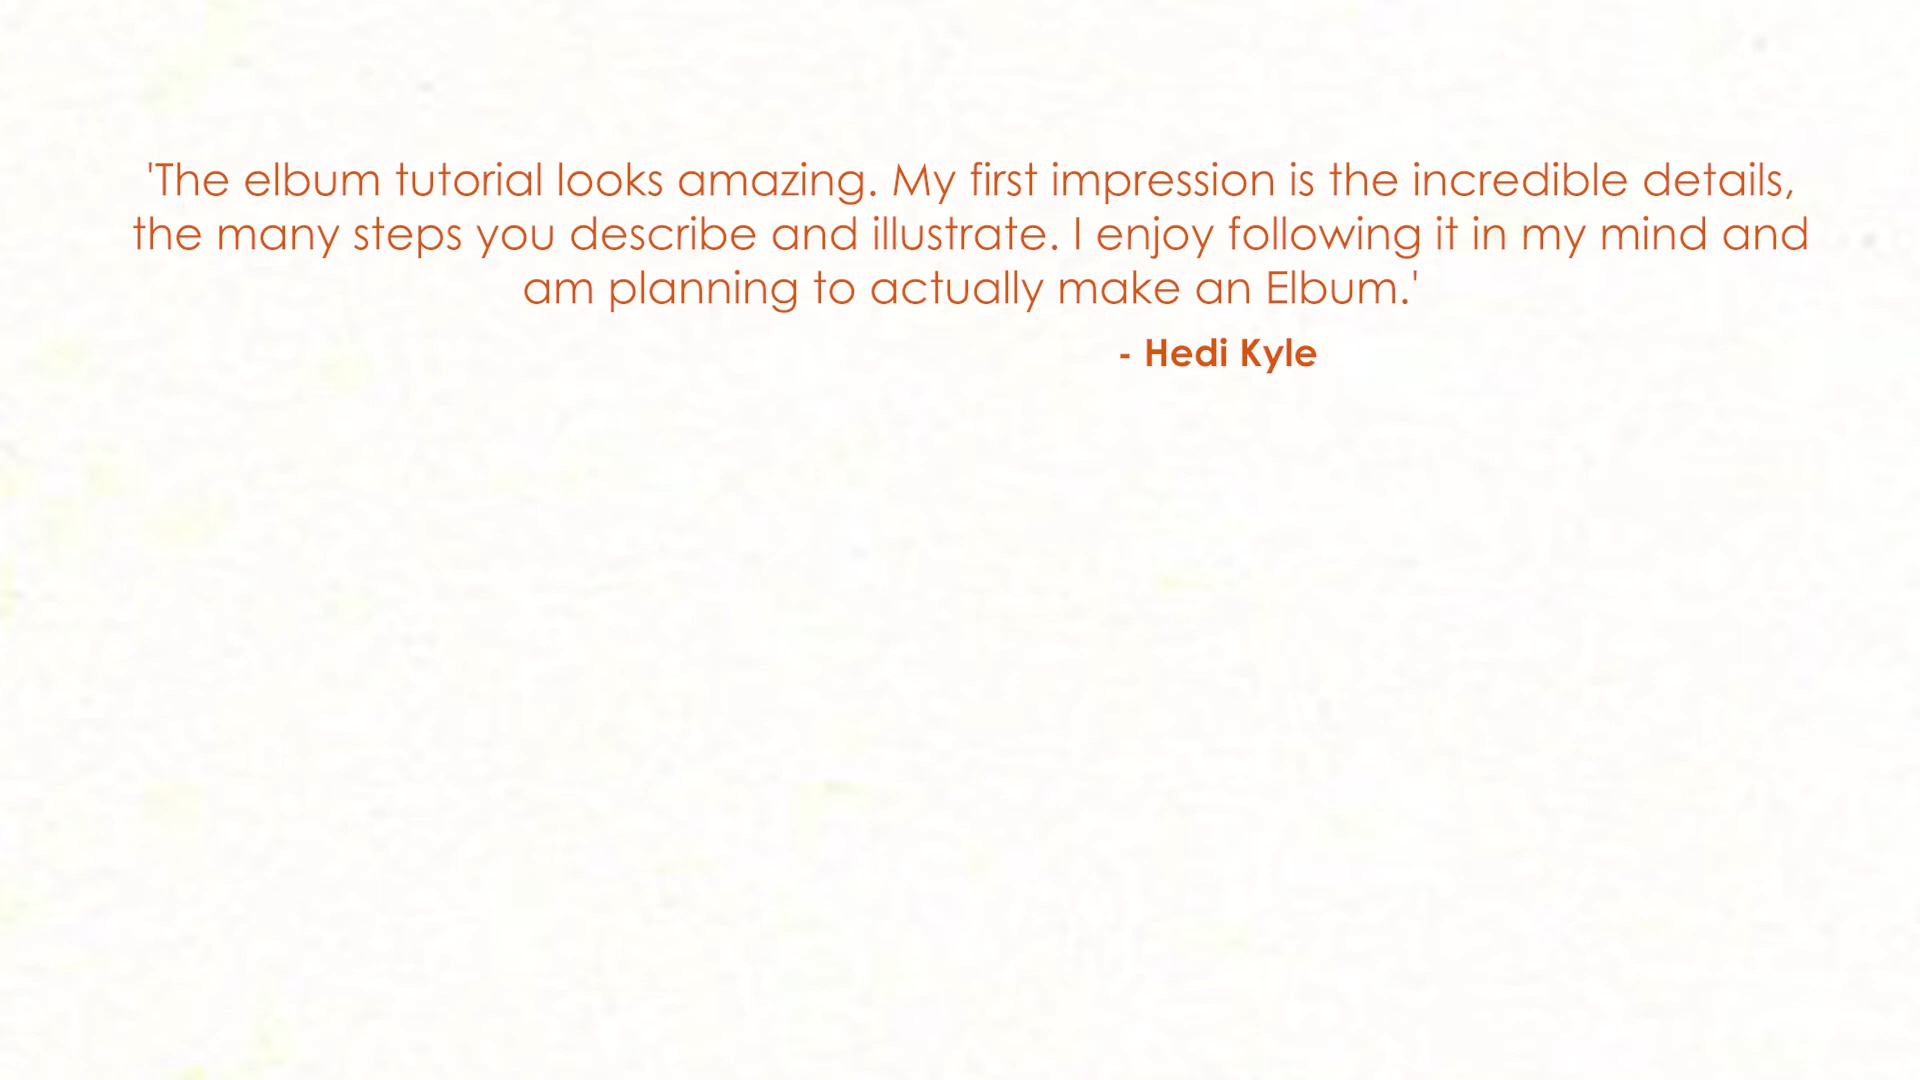 'The elbum tutorial looks amazing. My first impression is the incredible details,
the many steps you describe and illustrate. I enjoy following it in my mind and
am planning to actually make an Elbum.'
- Hedi Kyle